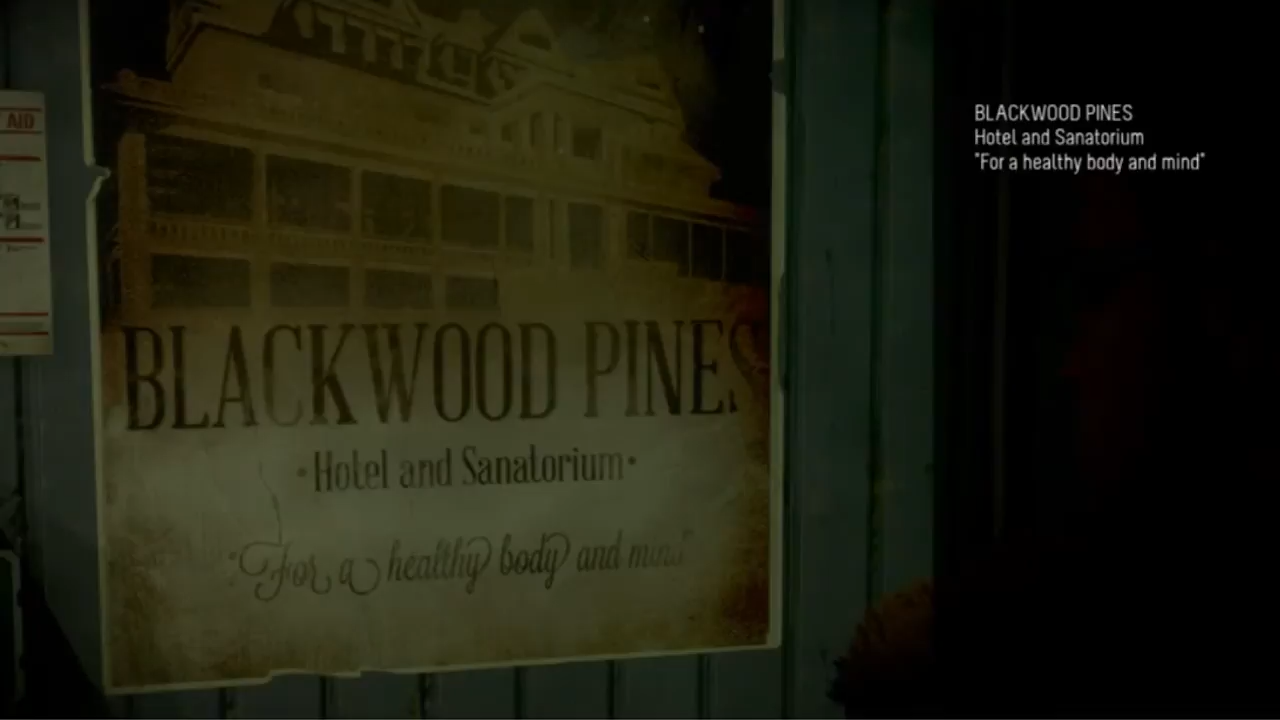 AID
BLACKWOOD PINES
Hotel and Sanatorium
"For a healthy body and mind"
BLACKWOOD PINES
·Hotel and Sanatorium·
"For a healthy body and mind"